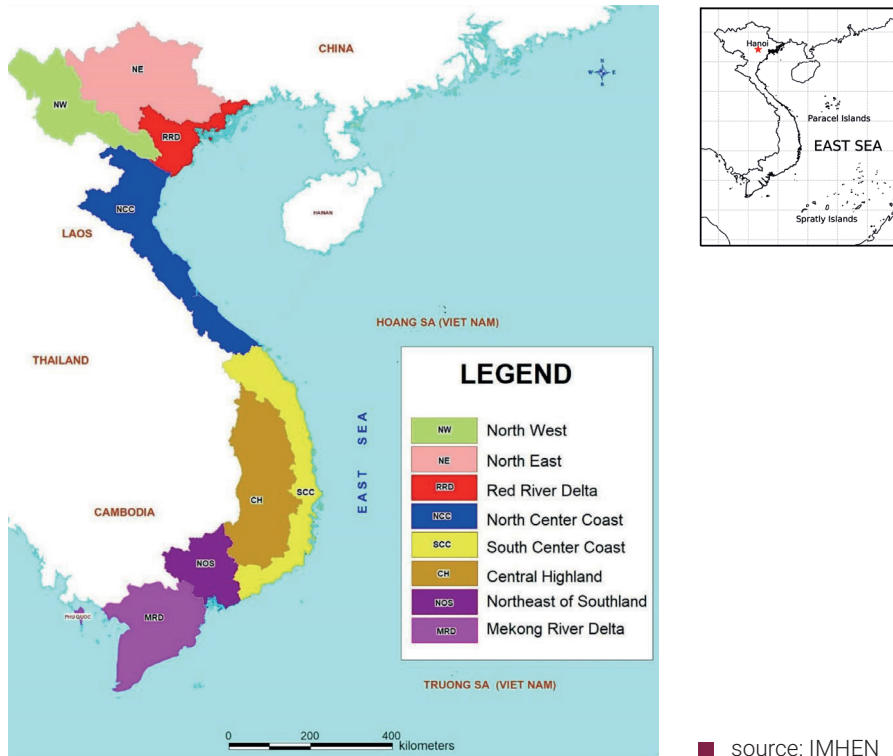 CHINA
NE
NW
RRD
NCC
HAINAN
LAOS
HOANG SA (VIET NAM)
THAILAND
EAST SEA
CAMBODIA
CH
SCC
NOS
PHU QUOC
MRD
TRUONG SA (VIET NAM)
N
W E
S
LEGEND
NW North West
NE North East
RRD Red River Delta
NCC North Center Coast
SCC South Center Coast
CH Central Highland
NOS Northeast of Southland
MRD Mekong River Delta
0 100 200 400
kilometers
Hanoi
Paracel Islands
EAST SEA
Spratly Islands
source: IMHEN